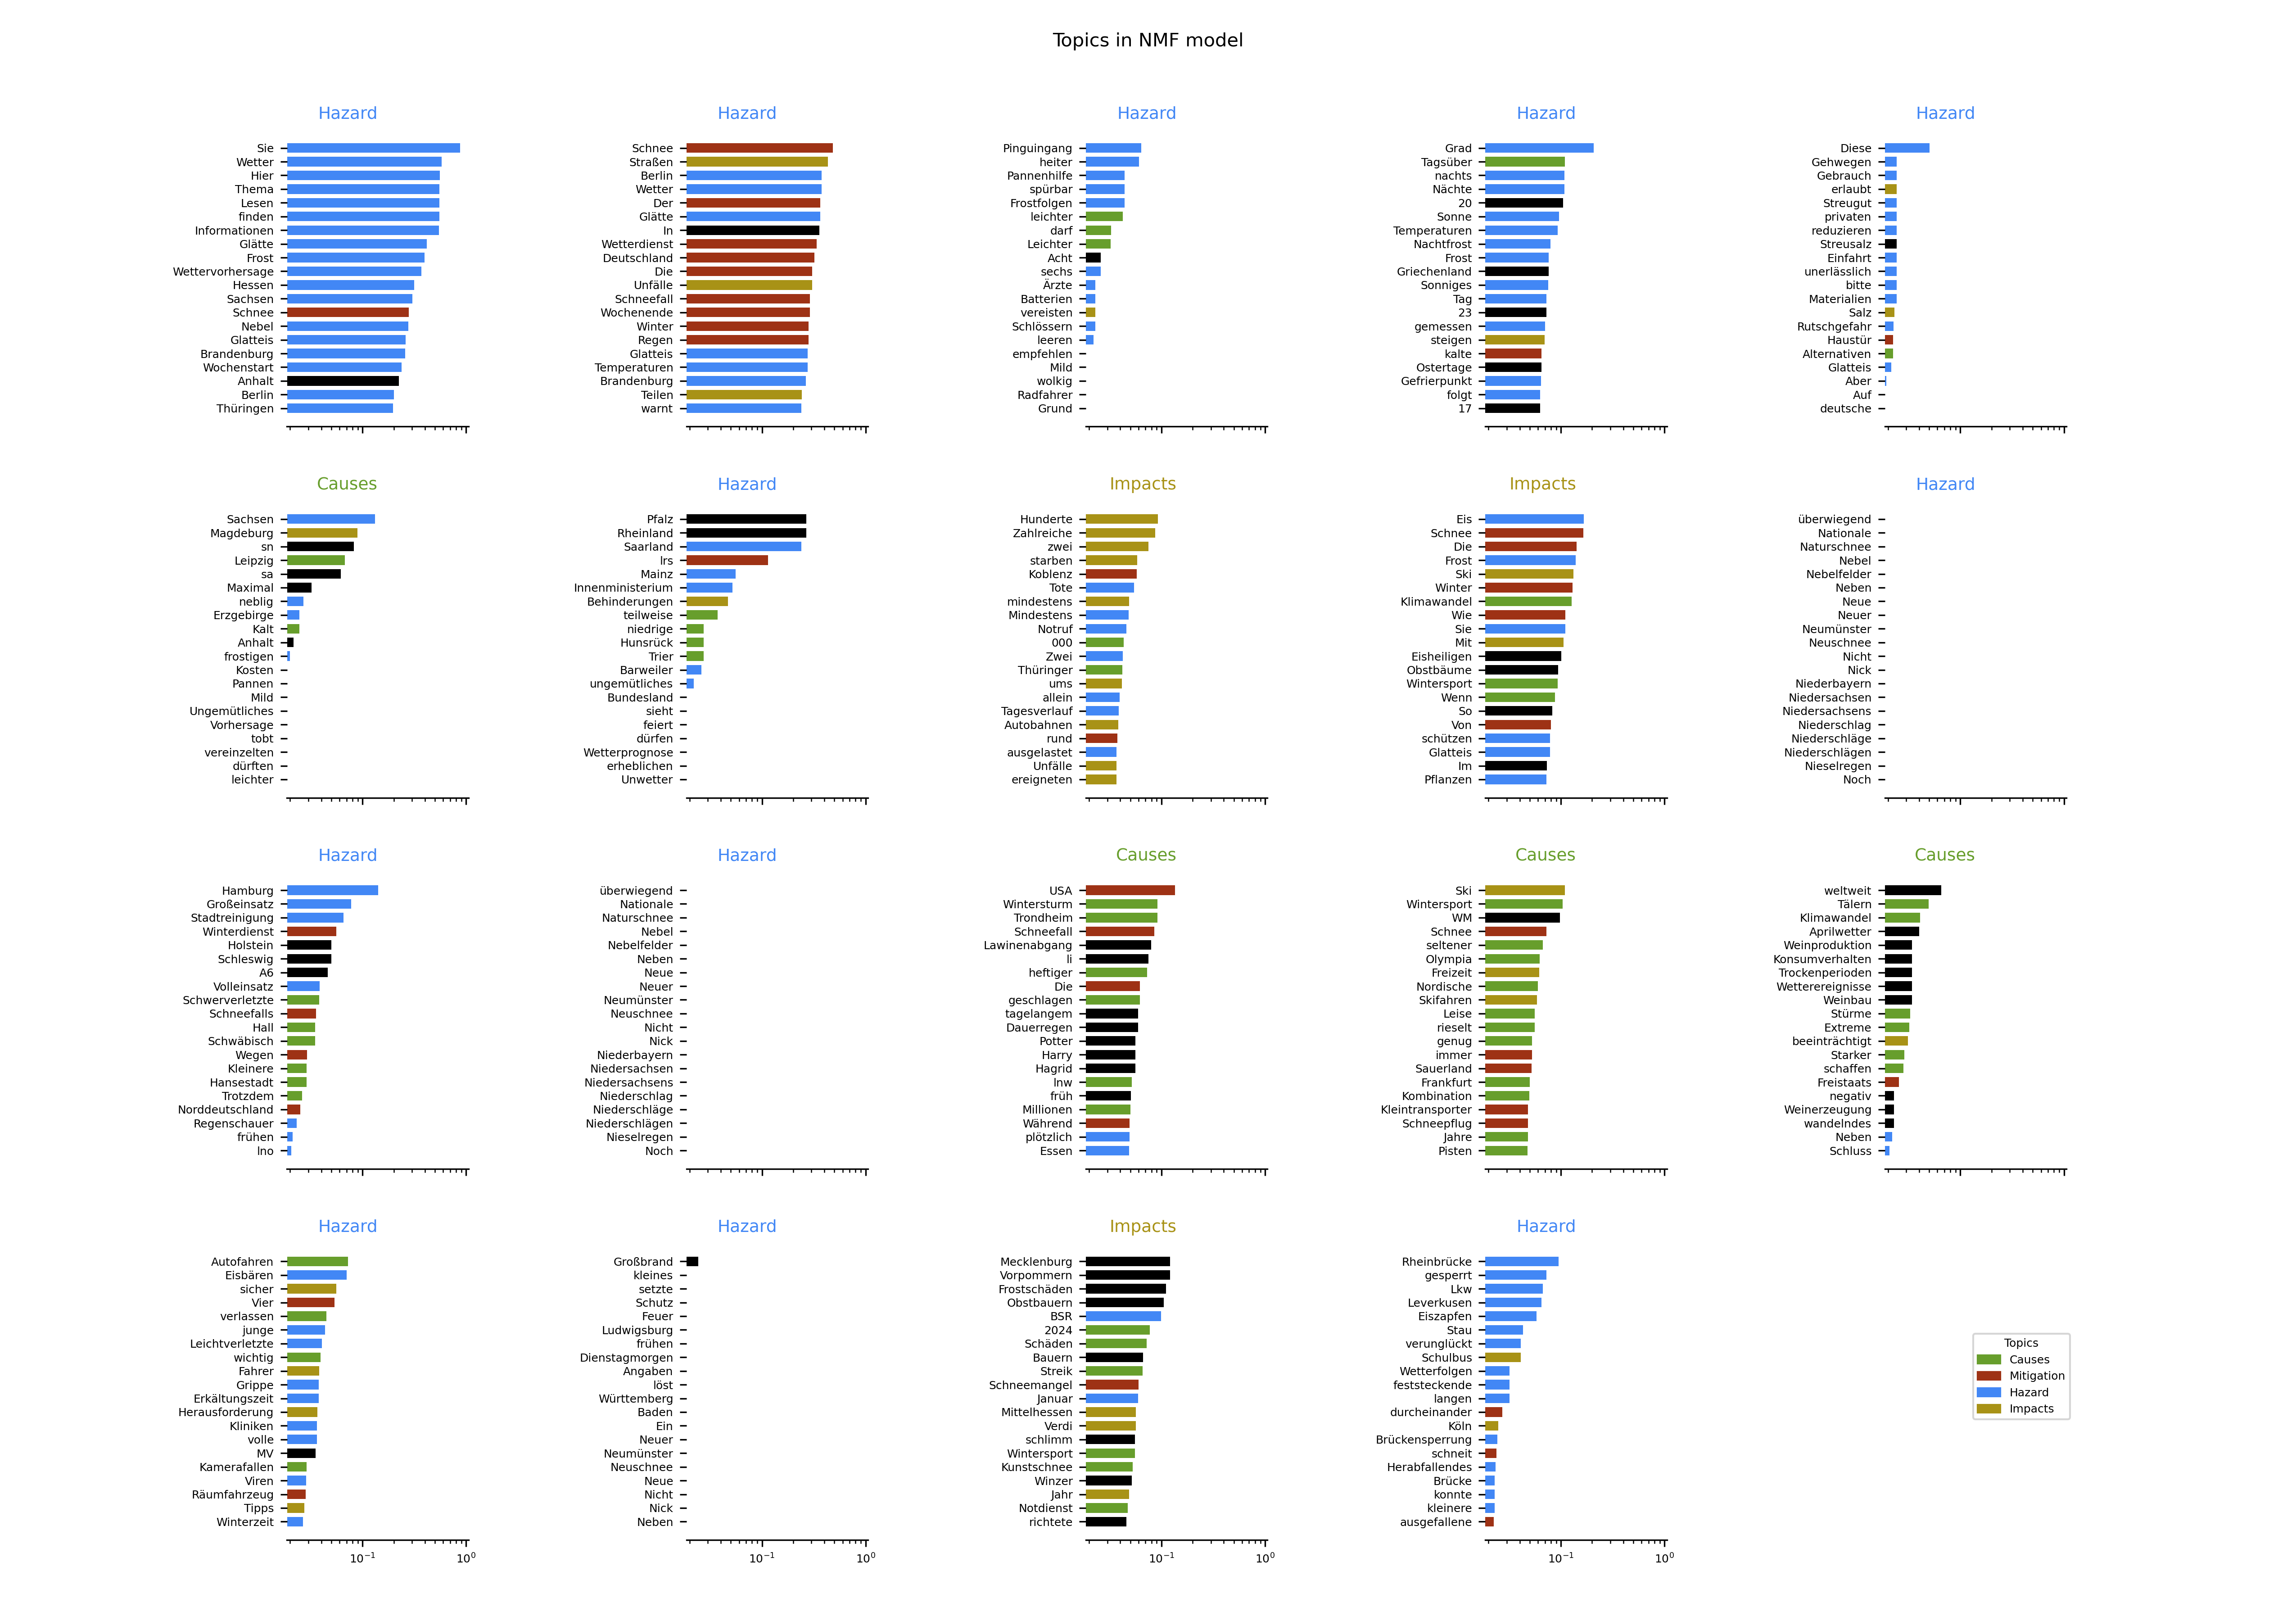 Topics in NMF model
Hazard
Sie
Wetter
Hier
Thema
Lesen
finden
Informationen
Glätte
Frost
Wettervorhersage
Hessen
Sachsen
Schnee
Nebel
Glatteis
Brandenburg
Wochenstart
Anhalt
Berlin
Thüringen
Hazard
Schnee
Straßen
Berlin
Wetter
Der
Glätte
In
Wetterdienst
Deutschland
Die
Unfälle
Schneefall
Wochenende
Winter
Regen
Glatteis
Temperaturen
Brandenburg
Teilen
warnt
Hazard
Pinguingang
heiter
Pannenhilfe
spürbar
Frostfolgen
leichter
darf
Leichter
Acht
sechs
Ärzte
Batterien
vereisten
Schlössern
leeren
empfehlen
Mild
wolkig
Radfahrer
Grund
Hazard
Grad
Tagsüber
nachts
Nächte
20
Sonne
Temperaturen
Nachtfrost
Frost
Griechenland
Sonniges
Tag
23
gemessen
steigen
kalte
Ostertage
Gefrierpunkt
folgt
17
Hazard
Diese
Gehwegen
Gebrauch
erlaubt
Streugut
privaten
reduzieren
Streusalz
Einfahrt
unerlässlich
bitte
Materialien
Salz
Rutschgefahr
Haustür
Alternativen
Glatteis
Aber
Auf
deutsche
Causes
Sachsen
Magdeburg
sn
Leipzig
sa
Maximal
neblig
Erzgebirge
Kalt
Anhalt
frostigen
Kosten
Pannen
Mild
Ungemütliches
Vorhersage
tobt
vereinzelten
dürften
leichter
Hazard
Pfalz
Rheinland
Saarland
lrs
Mainz
Innenministerium
Behinderungen
teilweise
niedrige
Hunsrück
Trier
Barweiler
ungemütliches
Bundesland
sieht
feiert
dürfen
Wetterprognose
erheblichen
Unwetter
Impacts
Hunderte
Zahlreiche
zwei
starben
Koblenz
Tote
mindestens
Mindestens
Notruf
000
Zwei
Thüringer
ums
allein
Tagesverlauf
Autobahnen
rund
ausgelastet
Unfälle
ereigneten
Impacts
Eis
Schnee
Die
Frost
Ski
Winter
Klimawandel
Wie
Sie
Mit
Eisheiligen
Obstbäume
Wintersport
Wenn
So
Von
schützen
Glatteis
Im
Pflanzen
Hazard
überwiegend
Nationale
Naturschnee
Nebel
Nebelfelder
Neben
Neue
Neuer
Neumünster
Neuschnee
Nicht
Nick
Niederbayern
Niedersachsen
Niedersachsens
Niederschlag
Niederschläge
Niederschlägen
Nieselregen
Noch
Hazard
Hamburg
Großeinsatz
Stadtreinigung
Winterdienst
Holstein
Schleswig
A6
Volleinsatz
Schwerverletzte
Schneefalls
Hall
Schwäbisch
Wegen
Kleinere
Hansestadt
Trotzdem
Norddeutschland
Regenschauer
frühen
lno
Hazard
überwiegend
Nationale
Naturschnee
Nebel
Nebelfelder
Neben
Neue
Neuer
Neumünster
Neuschnee
Nicht
Nick
Niederbayern
Niedersachsen
Niedersachsens
Niederschlag
Niederschläge
Niederschlägen
Nieselregen
Noch
Causes
USA
Wintersturm
Trondheim
Schneefall
Lawinenabgang
li
heftiger
Die
geschlagen
tagelangem
Dauerregen
Potter
Harry
Hagrid
lnw
früh
Millionen
Während
plötzlich
Essen
Causes
Ski
Wintersport
WM
Schnee
seltener
Olympia
Freizeit
Nordische
Skifahren
Leise
rieselt
genug
immer
Sauerland
Frankfurt
Kombination
Kleintransporter
Schneepflug
Jahre
Pisten
Causes
weltweit
Tälern
Klimawandel
Aprilwetter
Weinproduktion
Konsumverhalten
Trockenperioden
Wetterereignisse
Weinbau
Stürme
Extreme
beeinträchtigt
Starker
schaffen
Freistaats
negativ
Weinerzeugung
wandelndes
Neben
Schluss
Hazard
Autofahren
Eisbären
sicher
Vier
verlassen
junge
Leichtverletzte
wichtig
Fahrer
Grippe
Erkältungszeit
Herausforderung
Kliniken
volle
MV
Kamerafallen
Viren
Räumfahrzeug
Tipps
Winterzeit
10⁻¹ 10⁰
Hazard
Großbrand
kleines
setzte
Schutz
Feuer
Ludwigsburg
frühen
Dienstagmorgen
Angaben
löst
Württemberg
Baden
Ein
Neuer
Neumünster
Neuschnee
Neue
Nicht
Nick
Neben
10⁻¹ 10⁰
Impacts
Mecklenburg
Vorpommern
Frostschäden
Obstbauern
BSR
2024
Schäden
Bauern
Streik
Schneemangel
Januar
Mittelhessen
Verdi
schlimm
Wintersport
Kunstschnee
Winzer
Jahr
Notdienst
richtete
10⁻¹ 10⁰
Hazard
Rheinbrücke
gesperrt
Lkw
Leverkusen
Eiszapfen
Stau
verunglückt
Schulbus
Wetterfolgen
feststeckende
langen
durcheinander
Köln
Brückensperrung
schneit
Herabfallendes
Brücke
konnte
kleinere
ausgefallene
10⁻¹ 10⁰
Topics
Causes
Mitigation
Hazard
Impacts